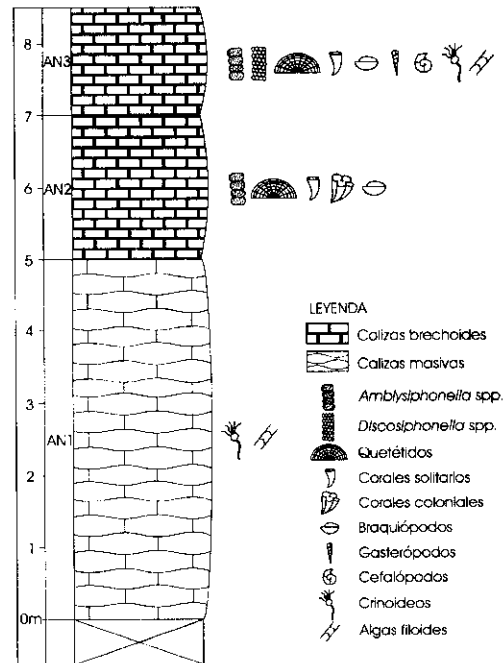 8
AN3
7
6
AN2
5
4
3
AN1
2
1
0m
LEYENDA
Calizas brechoides
Calizas masivas
Amblysiphonella spp.
Discosiphonella spp.
Quetétidos
Corales solitarios
Corales coloniales
Braquiópodos
Gasterópodos
Cefalópodos
Crinoideos
Algas filoides